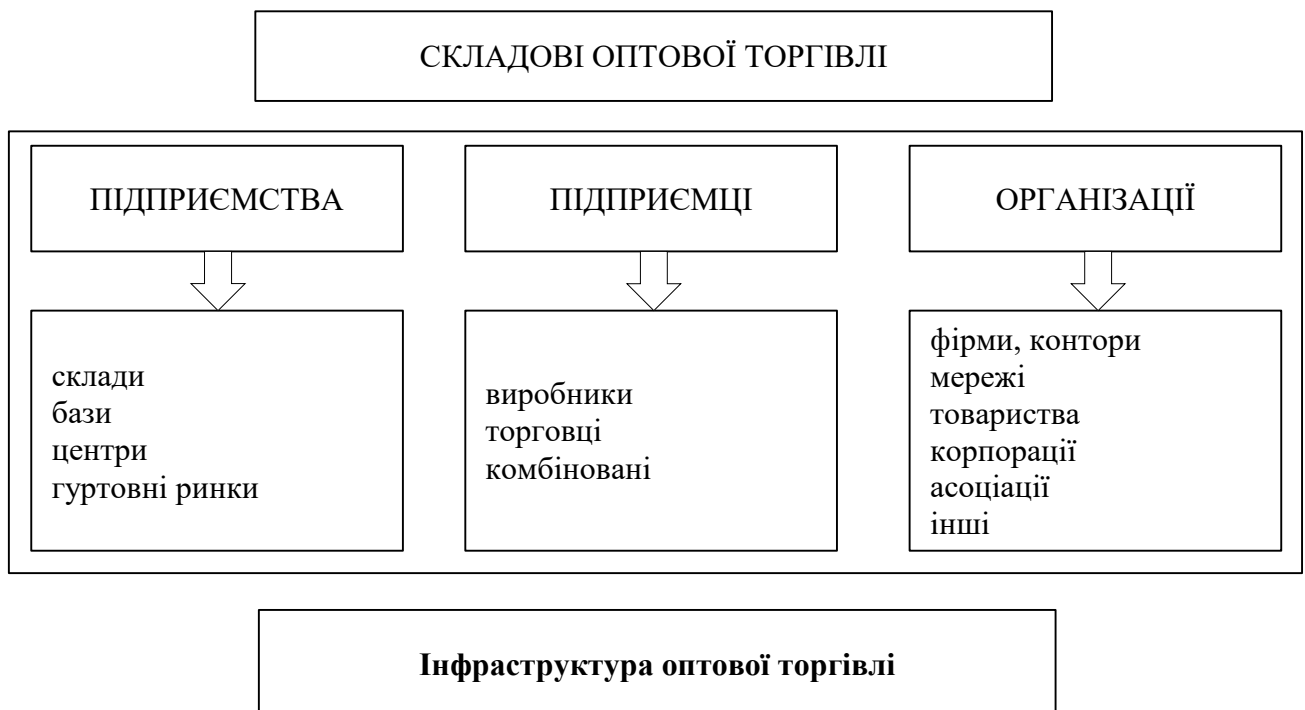 СКЛАДОВІ ОПТОВОЇ ТОРГІВЛІ
ПІДПРИЄМСТВА
ПІДПРИЄМЦІ
ОРГАНІЗАЦІЇ
склади
бази
центри
гуртовні ринки
виробники
торговці
комбіновані
фірми, контори
мережі
товариства
корпорації
асоціації
інші
Інфраструктура оптової торгівлі